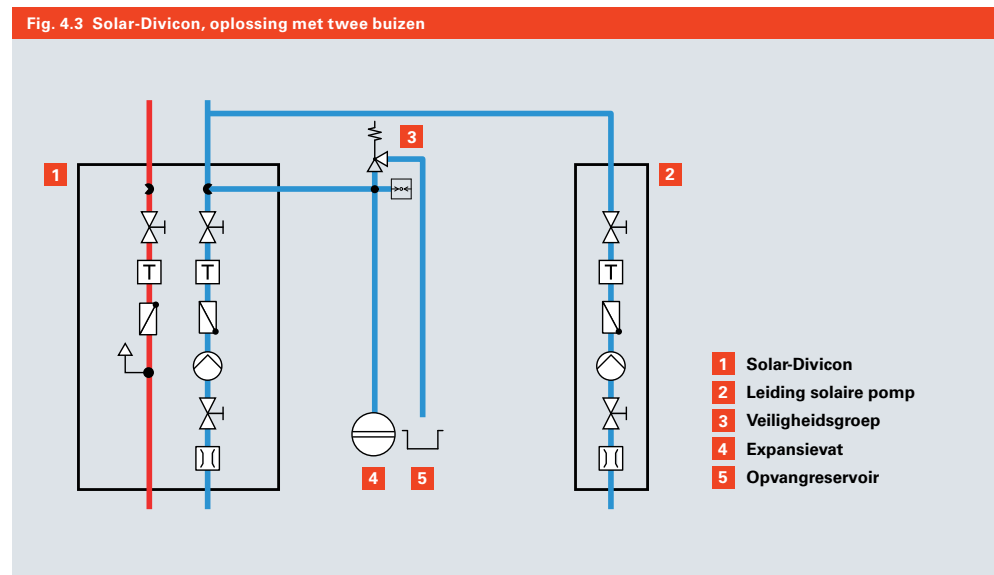 Fig. 4.3 Solar-Divicon, oplossing met twee buizen
1
3
2
T
T
T
4
5
1 Solar-Divicon
2 Leiding solaire pomp
3 Veiligheidsgroep
4 Expansievat
5 Opvangreservoir